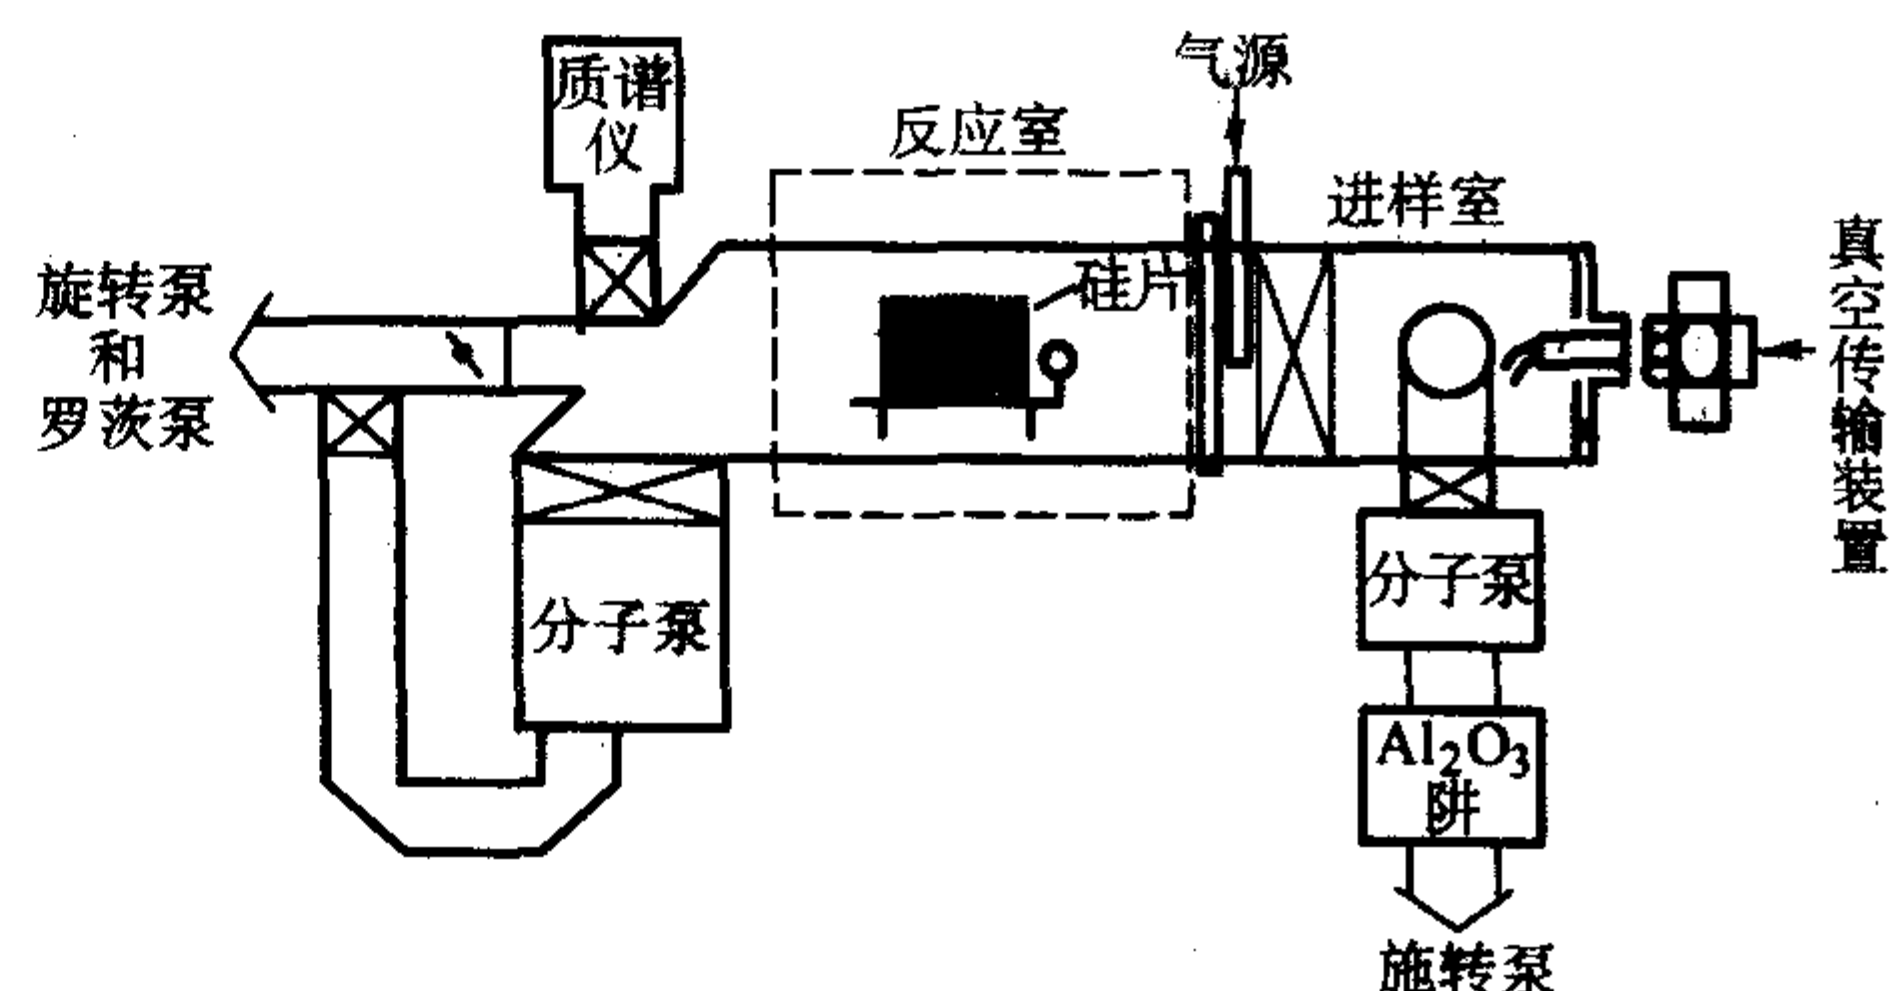 质谱
仪
气源
反应室
进样室
硅片
旋转泵
和
罗茨泵
真空传输装置
分子泵
分子泵
Al₂O₃
阱
施转泵